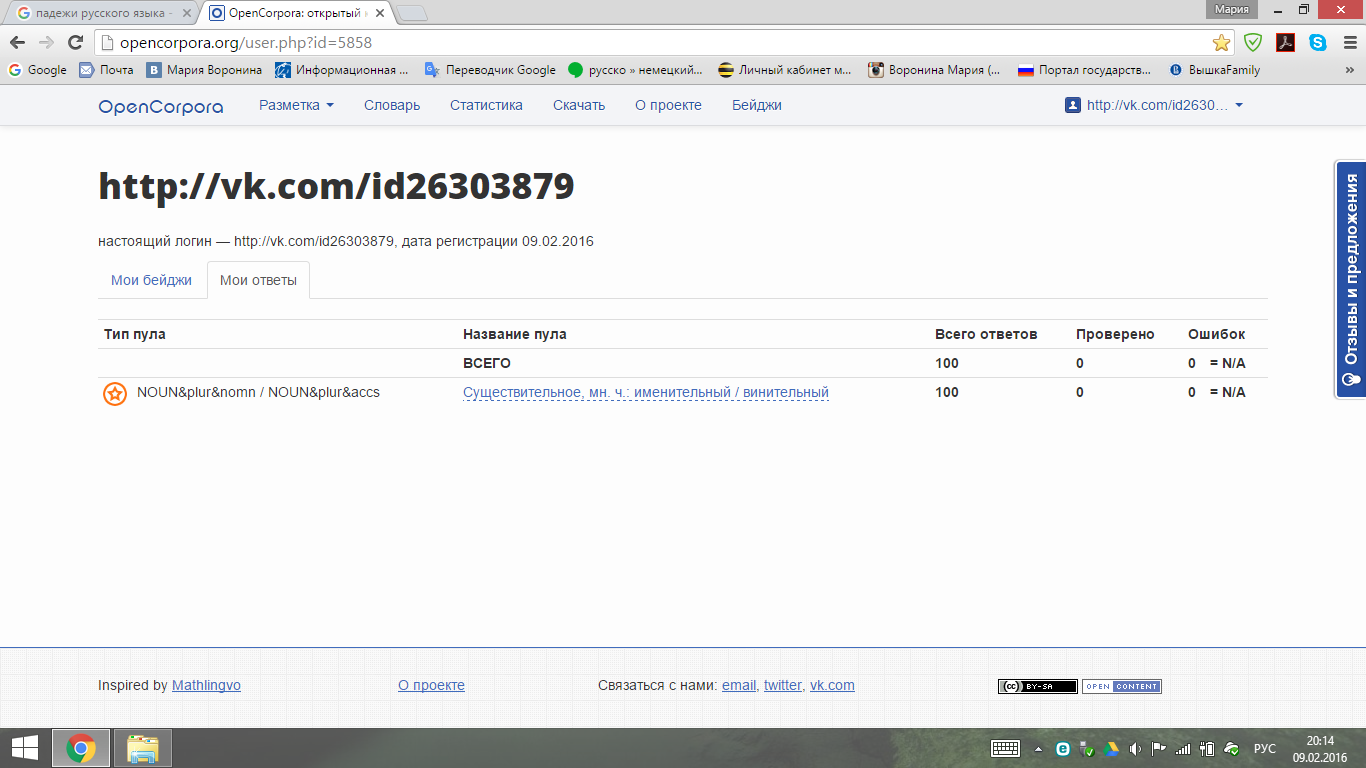 падежи русского языка -
OpenCorpora: открытый
Мария
opencorpora.org/user.php?id=5858
Google Почта Мария Воронина Информационная ... Переводчик Google русско » немецкий... Личный кабинет м... Воронина Мария (... Портал государств... ВышкаFamily »
OpenCorpora Разметка Словарь Статистика Скачать О проекте Бейджи http://vk.com/id2630...
http://vk.com/id26303879
настоящий логин — http://vk.com/id26303879, дата регистрации 09.02.2016
Мои бейджи Мои ответы
Тип пула Название пула Всего ответов Проверено Ошибок
ВСЕГО 100 0 0 = N/A
NOUN&plur&nomn / NOUN&plur&accs Существительное, мн. ч.: именительный / винительный 100 0 0 = N/A
Отзывы и предложения
Inspired by Mathlingvo О проекте Связаться с нами: email, twitter, vk.com
cc BY-SA OPEN CONTENT
РУС 20:14
09.02.2016